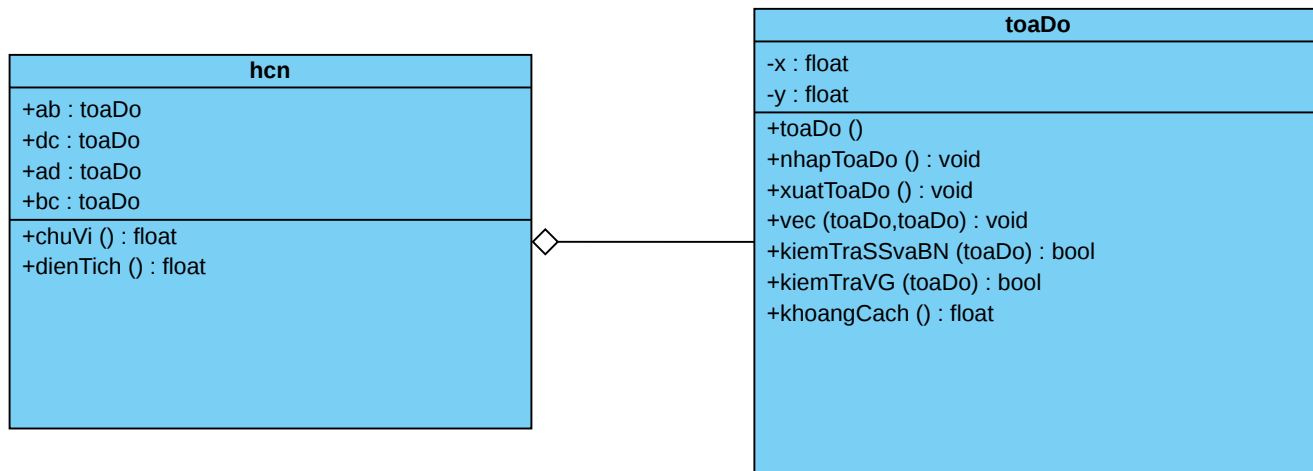 hcn
+ab : toaDo
+dc : toaDo
+ad : toaDo
+bc : toaDo
+chuVi () : float
+dienTich () : float
toaDo
-x : float
-y : float
+toaDo ()
+nhapToaDo () : void
+xuatToaDo () : void
+vec (toaDo,toaDo) : void
+kiemTraSSvaBN (toaDo) : bool
+kiemTraVG (toaDo) : bool
+khoangCach () : float